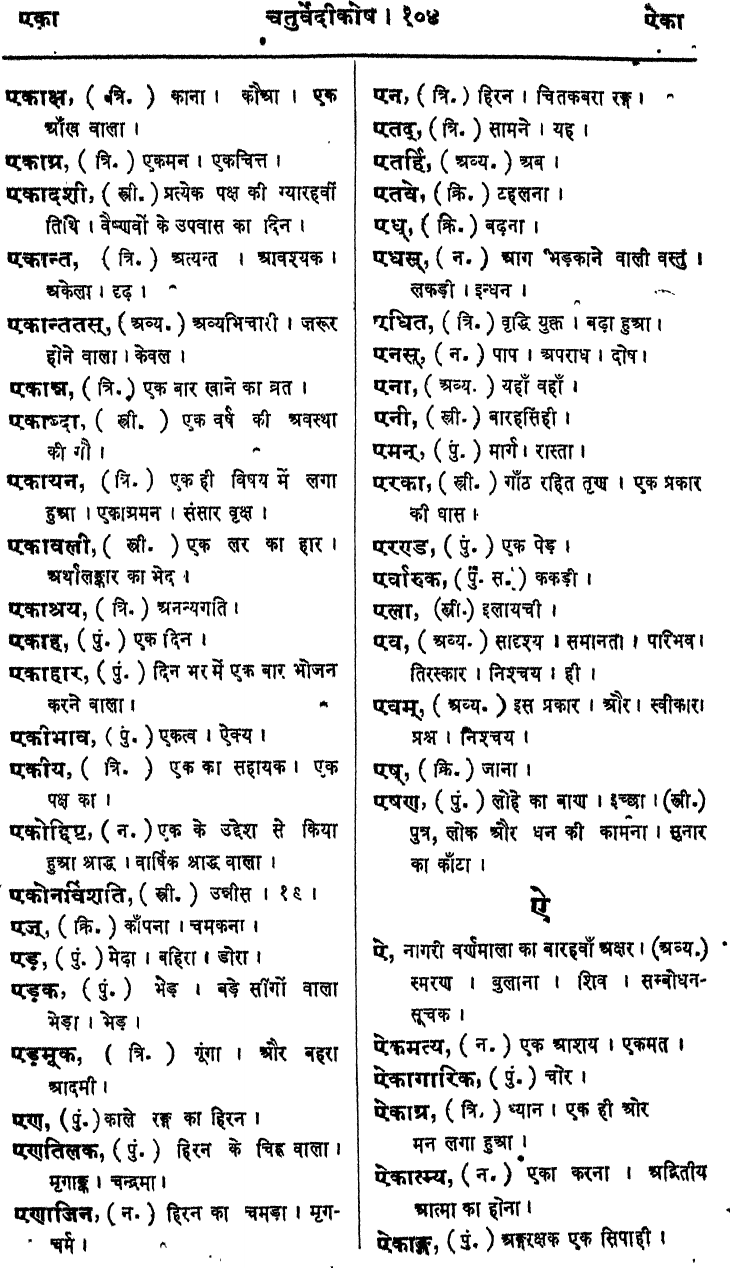 एका
चतुर्वेदीकोष । १०४
ऐका
एकाक्ष, ( त्रि. ) काना । कौआ । एक
आँख वाला ।
एकाग्र, ( त्रि. ) एकमन । एकचित्त ।
एकादशी, ( स्त्री. ) प्रत्येक पक्ष की ग्यारहवीं
तिथि । वैष्णवों के उपवास का दिन ।
एकान्त, ( त्रि. ) अत्यन्त । आवश्यक ।
अकेला । दृढ़ ।
एकान्ततस्, ( अव्य. ) अव्यभिचारी । ज़रूर
होने वाला । केवल ।
एकान्न, ( त्रि. ) एक बार खाने का व्रत ।
एकाब्दा, ( स्त्री. ) एक वर्ष की अवस्था
की गौ ।
एकायन, ( त्रि. ) एक ही विषय में लगा
हुआ । एकाग्रमन । संसार वृक्ष ।
एकावली, ( स्त्री. ) एक लर का हार ।
अर्थालङ्कार का भेद ।
एकाश्रय, ( त्रि. ) अनन्यगति ।
एकाह, ( पुं. ) एक दिन ।
एकाहार, ( पुं. ) दिन भर में एक बार भोजन
करने वाला ।
एकीभाव, ( पुं. ) एकत्व । ऐक्य ।
एकीय, ( त्रि. ) एक का सहायक । एक
पक्ष का ।
एकोद्दिष्ट, ( न. ) एक के उद्देश से किया
हुआ श्राद्ध । वार्षिक श्राद्ध वाला ।
एकोनविंशति, ( स्त्री. ) उन्नीस । १९ ।
एज्, ( क्रि. ) काँपना । चमकना ।
एड़, ( पुं. ) मेढ़ा । बहिरा । डोरा ।
एड़क, ( पुं. ) भेड़ । बड़े सींगों वाला
भेड़ा । भेड़ ।
एड़मूक, ( त्रि. ) गूंगा । और बहरा
आदमी ।
एण, (पुं.) काले रङ्ग का हिरन ।
एणतिलक, ( पुं. ) हिरन के चिह्न वाला ।
मृगाङ्क । चन्द्रमा ।
एणाजिन, ( न. ) हिरन का चमड़ा । मृग-
चर्म ।
एन, ( त्रि. ) हिरन । चितकबरा रङ्ग ।
एतद्, ( त्रि. ) सामने । यह ।
एतर्हि, ( अव्य. ) अब ।
एतवे, ( क्रि. ) टहलना ।
एध्, ( क्रि. ) बढ़ना ।
एधस्, ( न. ) आग भड़काने वाली वस्तु ।
लकड़ी । इन्धन ।
एधित, ( त्रि. ) वृद्धि युक्त । बढ़ा हुआ ।
एनस्, ( न. ) पाप । अपराध । दोष ।
एना, ( अव्य. ) यहाँ वहाँ ।
एनी, ( स्त्री. ) बारहसिंही ।
एमन्, ( पुं. ) मार्ग । रास्ता ।
एरका, ( स्त्री. ) गाँठ रहित तृण । एक प्रकार
की घास ।
एरण्ड, ( पुं. ) एक पेड़ ।
एर्वारुक, ( पुं. स. ) ककड़ी ।
एला, (स्त्री.) इलायची ।
एव, ( अव्य. ) सादृश्य । समानता । पारिभव ।
तिरस्कार । निश्चय । ही ।
एवम्, ( अव्य. ) इस प्रकार । और । स्वीकार ।
प्रश्न । निश्चय ।
एष्, ( क्रि. ) जाना ।
एषण, ( पुं. ) लोहे का बाण । इच्छा । (स्त्री.)
पुत्र, लोक और धन की कामना । सुनार
का काँटा ।
ऐ
ऐ, नागरी वर्णमाला का बारहवाँ अक्षर । (अव्य.)
स्मरण । बुलाना । शिव । सम्बोधन-
सूचक ।
ऐकमत्य, ( न. ) एक आशय । एकमत ।
ऐकागारिक, ( पुं. ) चोर ।
ऐकाग्र, ( त्रि. ) ध्यान । एक ही ओर
मन लगा हुआ ।
ऐकात्म्य, ( न. ) एका करना । अद्वितीय
आत्मा का होना ।
ऐकाङ्ग, ( पुं. ) अङ्गरक्षक एक सिपाही ।